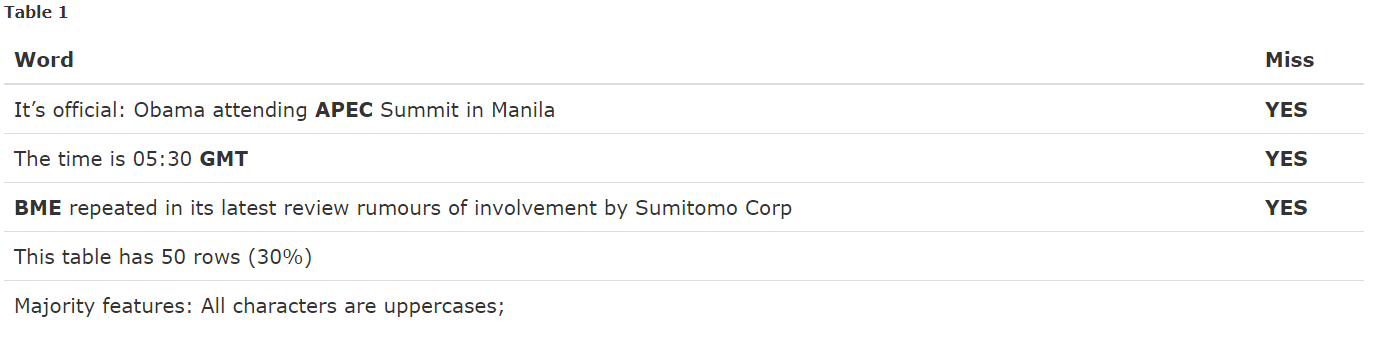 Table 1
Word Miss
It’s official: Obama attending APEC Summit in Manila YES
The time is 05:30 GMT YES
BME repeated in its latest review rumours of involvement by Sumitomo Corp YES
This table has 50 rows (30%)
Majority features: All characters are uppercases;